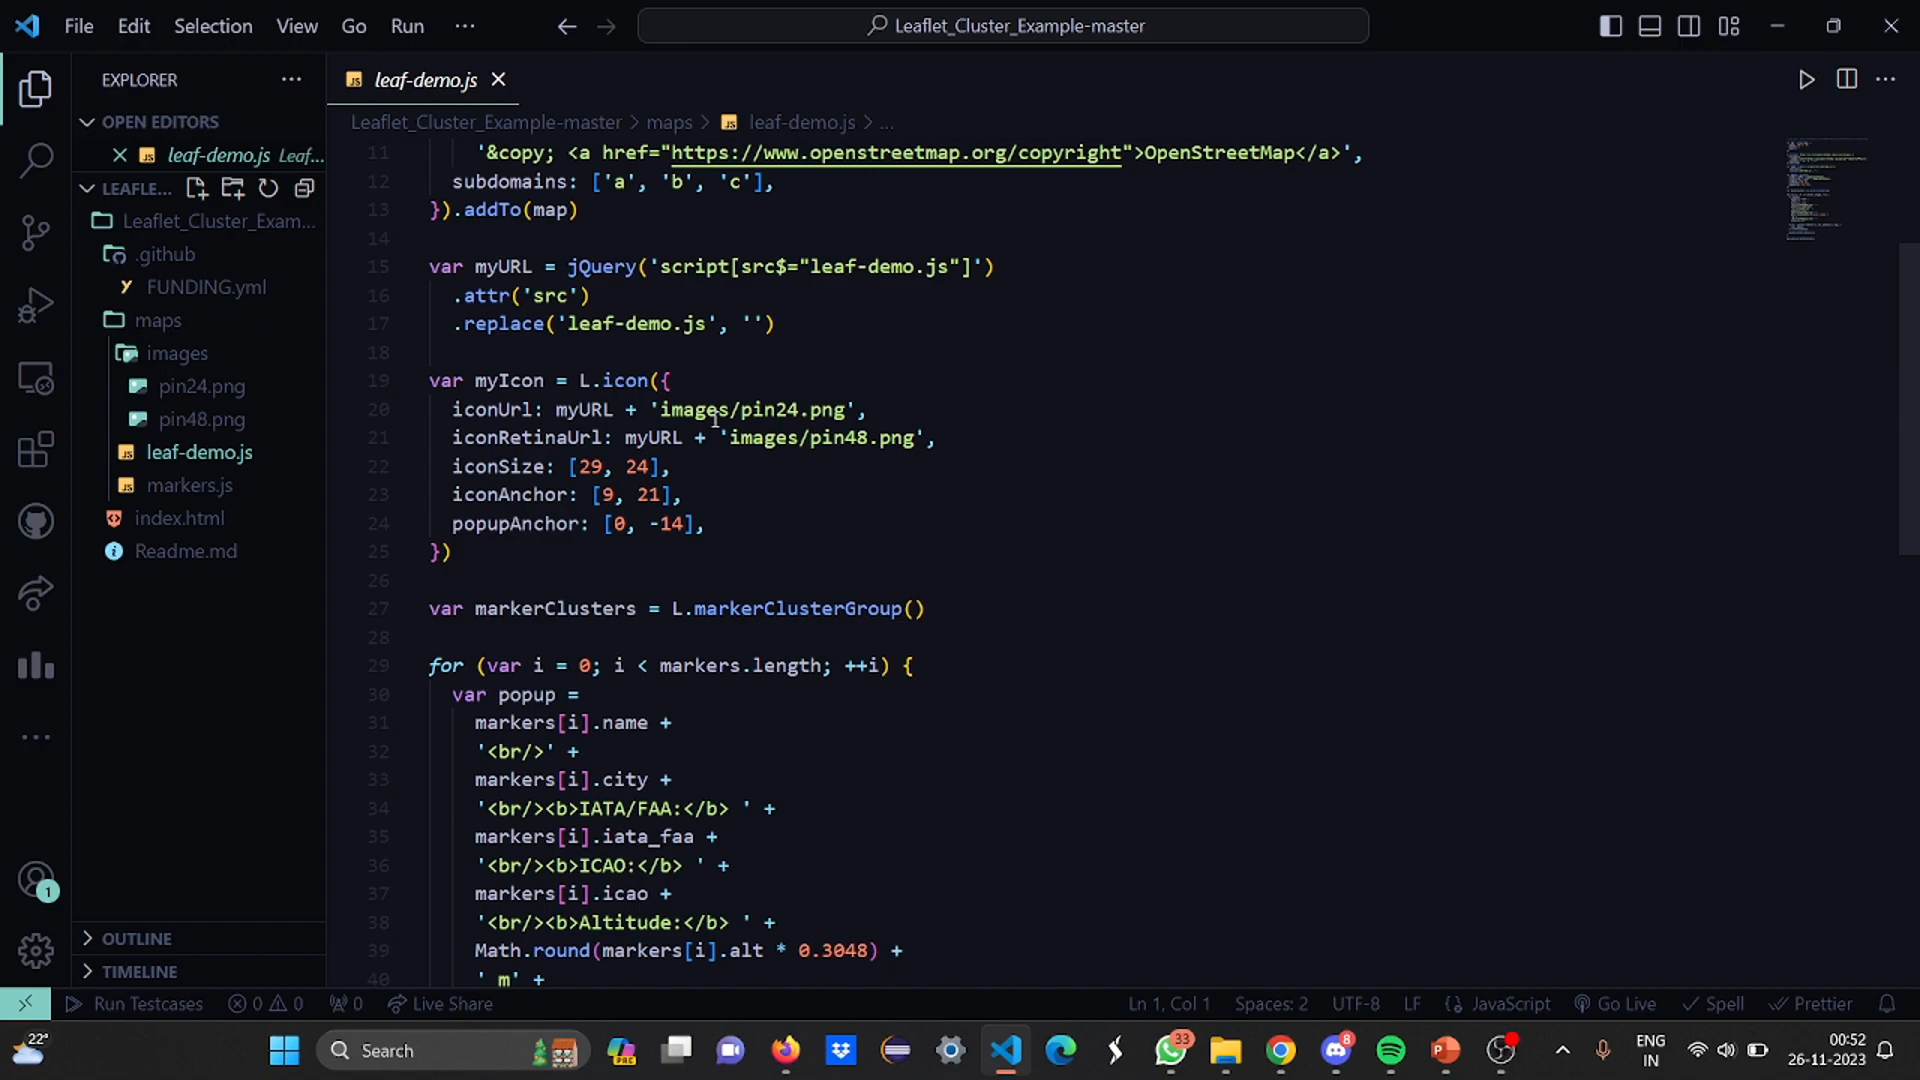 File Edit Selection View Go Run ··· Leaflet_Cluster_Example-master
EXPLORER
OPEN EDITORS
leaf-demo.js Leaf...
LEAFLE...
Leaflet_Cluster_Exam...
.github
FUNDING.yml
maps
images
pin24.png
pin48.png
leaf-demo.js
markers.js
index.html
Readme.md
OUTLINE
TIMELINE
leaf-demo.js
Leaflet_Cluster_Example-master > maps > leaf-demo.js > ...
11 '&copy; <a href="https://www.openstreetmap.org/copyright">OpenStreetMap</a>',
12 subdomains: ['a', 'b', 'c'],
13 }).addTo(map)
14
15 var myURL = jQuery('script[src$="leaf-demo.js"]')
16 .attr('src')
17 .replace('leaf-demo.js', '')
18
19 var myIcon = L.icon({
20 iconUrl: myURL + 'images/pin24.png',
21 iconRetinaUrl: myURL + 'images/pin48.png',
22 iconSize: [29, 24],
23 iconAnchor: [9, 21],
24 popupAnchor: [0, -14],
25 })
26
27 var markerClusters = L.markerClusterGroup()
28
29 for (var i = 0; i < markers.length; ++i) {
30 var popup =
31 markers[i].name +
32 '<br/>' +
33 markers[i].city +
34 '<br/><b>IATA/FAA:</b> ' +
35 markers[i].iata_faa +
36 '<br/><b>ICAO:</b> ' +
37 markers[i].icao +
38 '<br/><b>Altitude:</b> ' +
39 Math.round(markers[i].alt * 0.3048) +
40 ' m' +
1
Run Testcases 0 0 0 Live Share Ln 1, Col 1 Spaces: 2 UTF-8 LF JavaScript Go Live Spell Prettier
22° Search PRE 33 8 ENG IN 00:52 26-11-2023